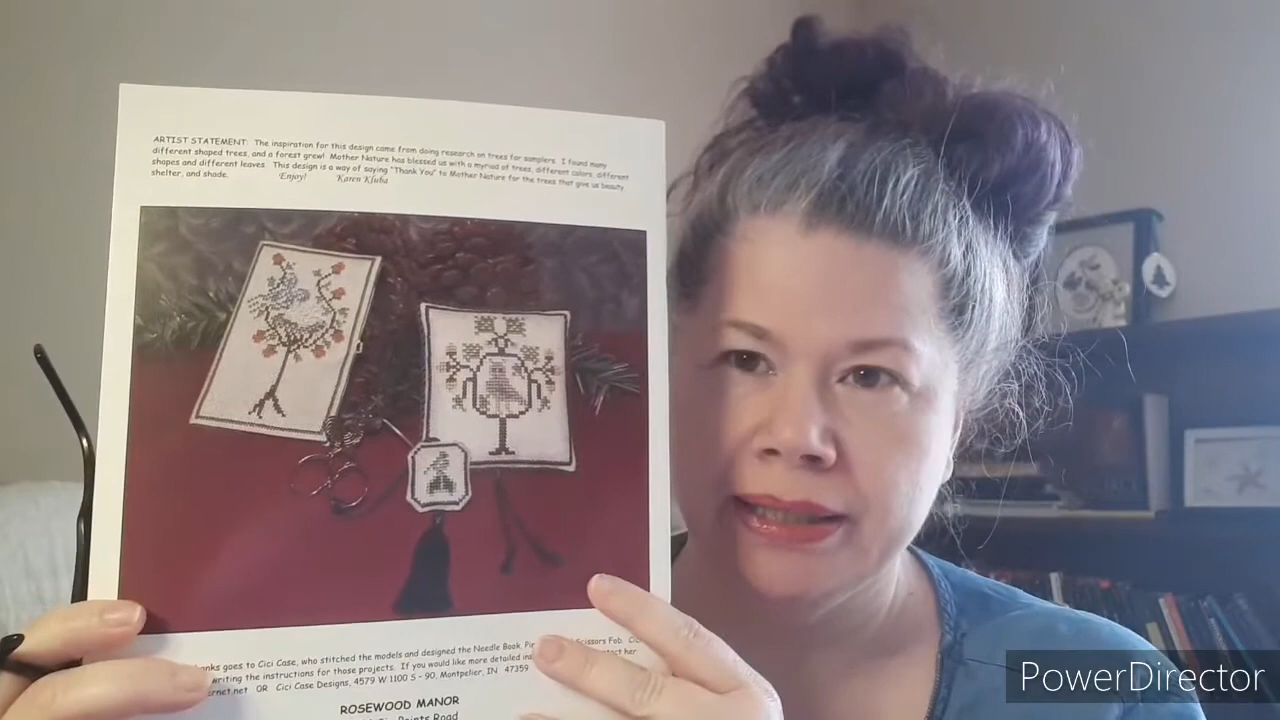 ARTIST STATEMENT: The inspiration for this design came from doing research on trees for samplers. I found many
different shaped trees, and a forest grew! Mother Nature has blessed us with a myriad of trees, different colors, different
shapes and different leaves. This design is a way of saying "Thank You" to Mother Nature for the trees that give us beauty,
shelter, and shade. Enjoy! Karen Kluba
anks goes to Cici Case, who stitched the models and designed the Needle Book, Scissors Fob.
writing the instructions for those projects. If you would like more detailed her
ernet.net OR Cici Case Designs, 4579 W 1100 S - 90, Montpelier, IN 47359
ROSEWOOD MANOR
Road
PowerDirector